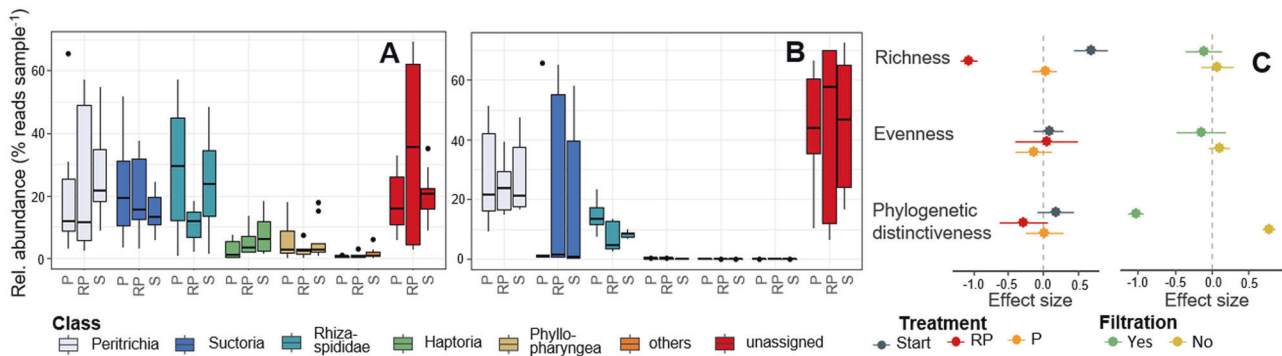 Rel. abundance (% reads sample-1)
A
60
40
20
0
P RP S P RP S P RP S P RP S P RP S P RP S P RP S
B
60
40
20
0
P RP S P RP S P RP S P RP S P RP S P RP S P RP S
Class
Peritrichia
Suctoria
Rhiza-
spididae
Haptoria
Phyllo-
pharyngea
others
unassigned
C
Richness
Evenness
Phylogenetic
distinctiveness
-1.0 0.0 0.5
Effect size
-1.0 0.0 0.5
Effect size
Treatment
Start RP P
Filtration
Yes No